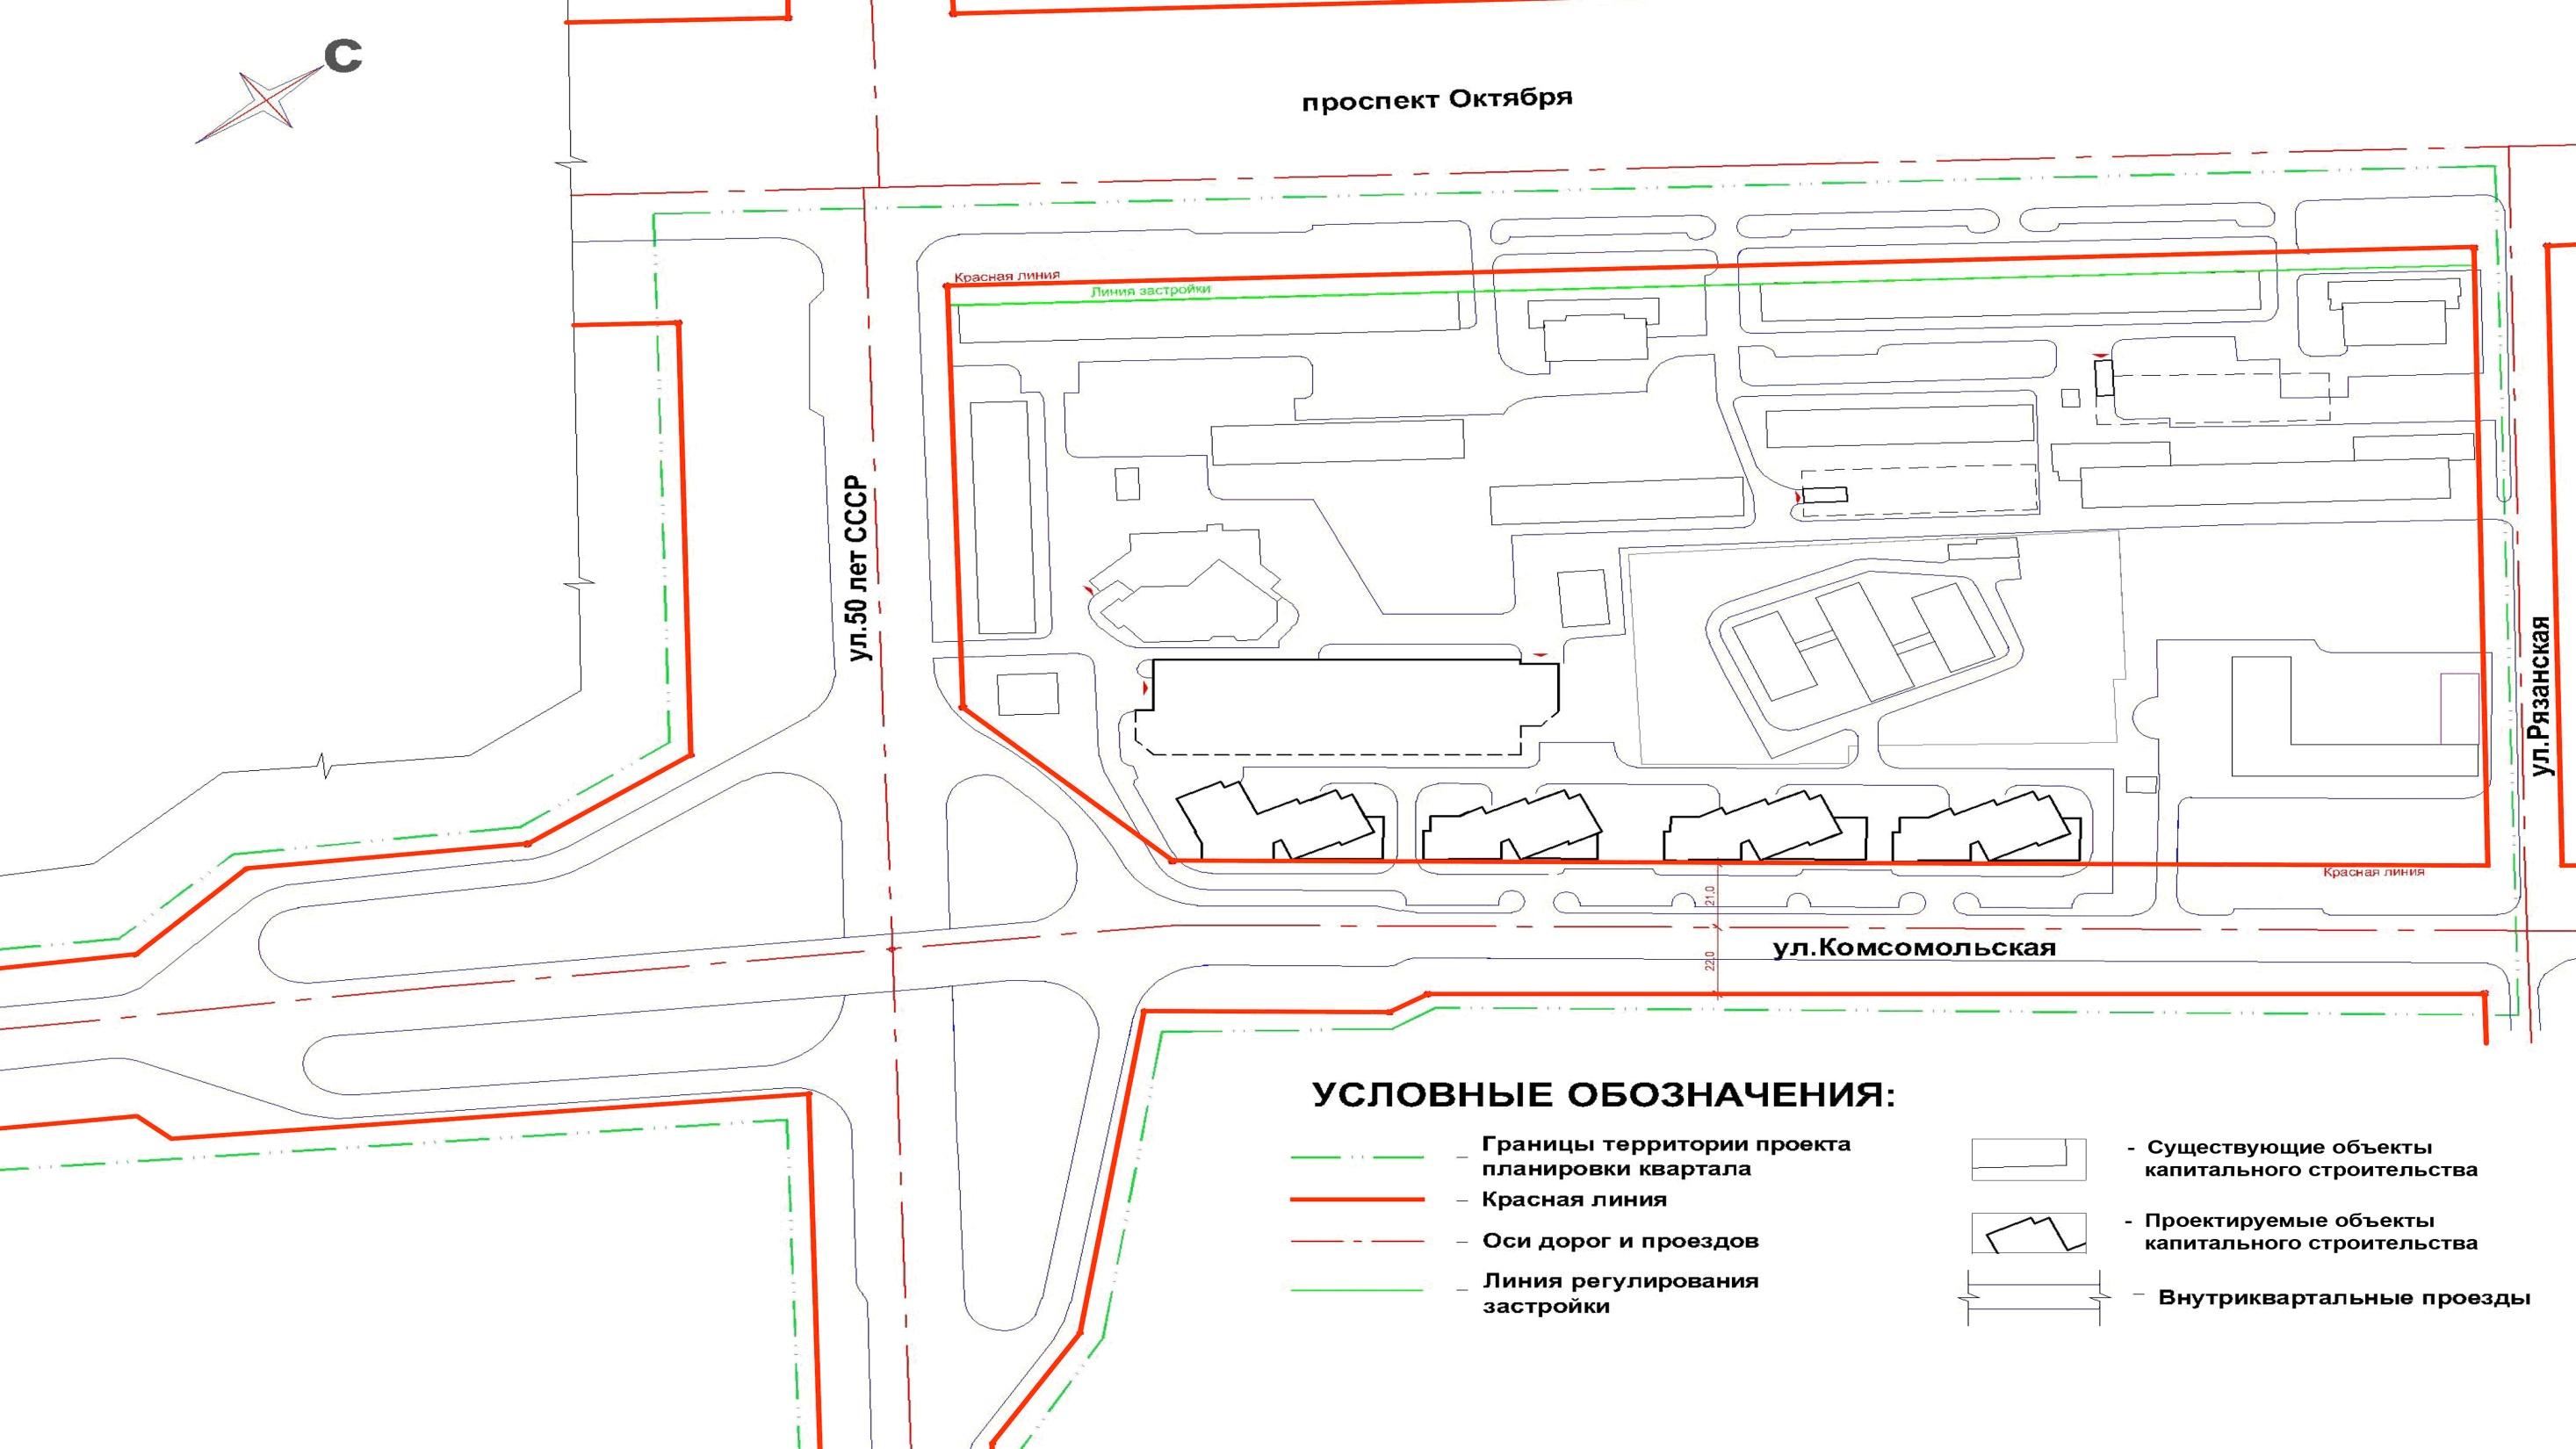 С
проспект Октября
Красная линия
Линия застройки
ул.50 лет СССР
ул.Рязанская
Красная линия
21.0
ул.Комсомольская
22.0
УСЛОВНЫЕ ОБОЗНАЧЕНИЯ:
– Границы территории проекта
планировки квартала
– Красная линия
– Оси дорог и проездов
– Линия регулирования
застройки
- Существующие объекты
капитального строительства
- Проектируемые объекты
капитального строительства
– Внутриквартальные проезды